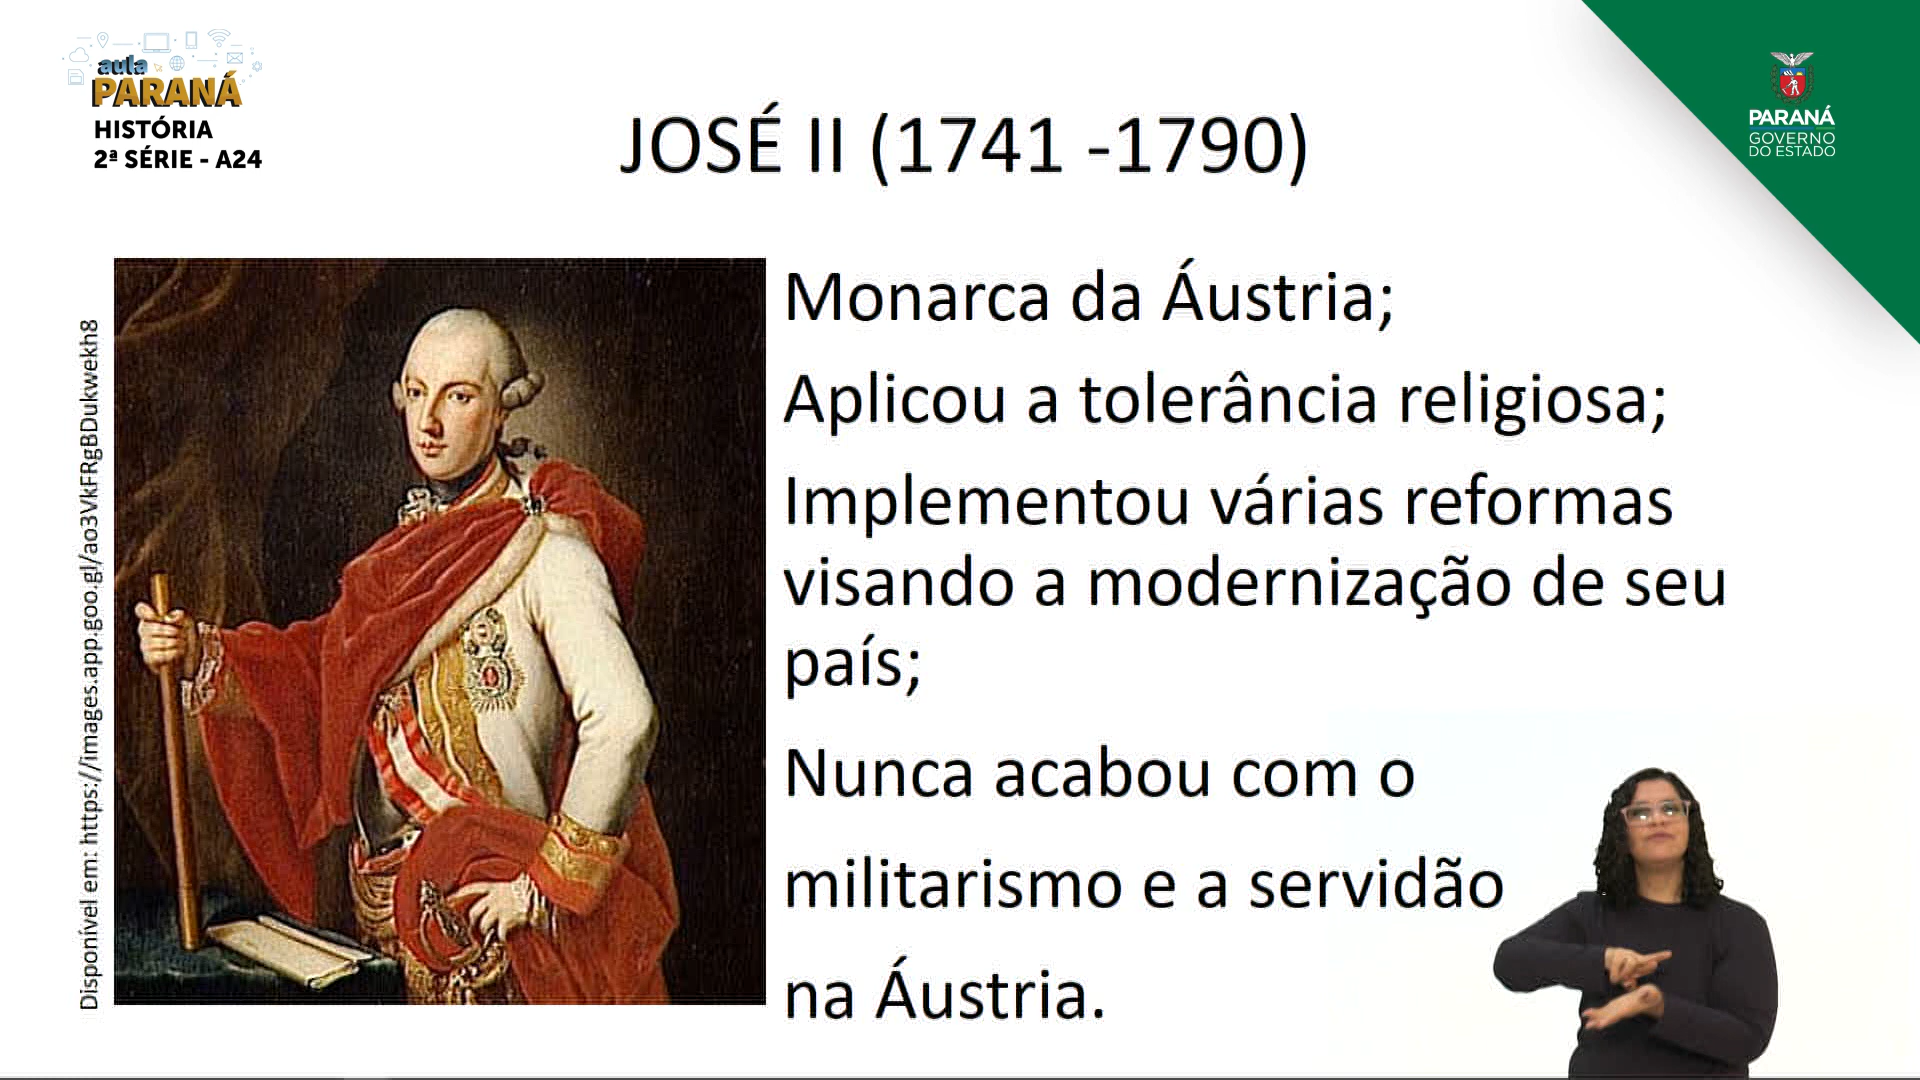 aula
PARANÁ
HISTÓRIA
2ª SÉRIE - A24
PARANÁ
GOVERNO
DO ESTADO
JOSÉ II (1741 -1790)
Disponível em: https://images.app.goo.gl/ao3VkFRgBDukwekh8
Monarca da Áustria;
Aplicou a tolerância religiosa;
Implementou várias reformas
visando a modernização de seu
país;
Nunca acabou com o
militarismo e a servidão
na Áustria.